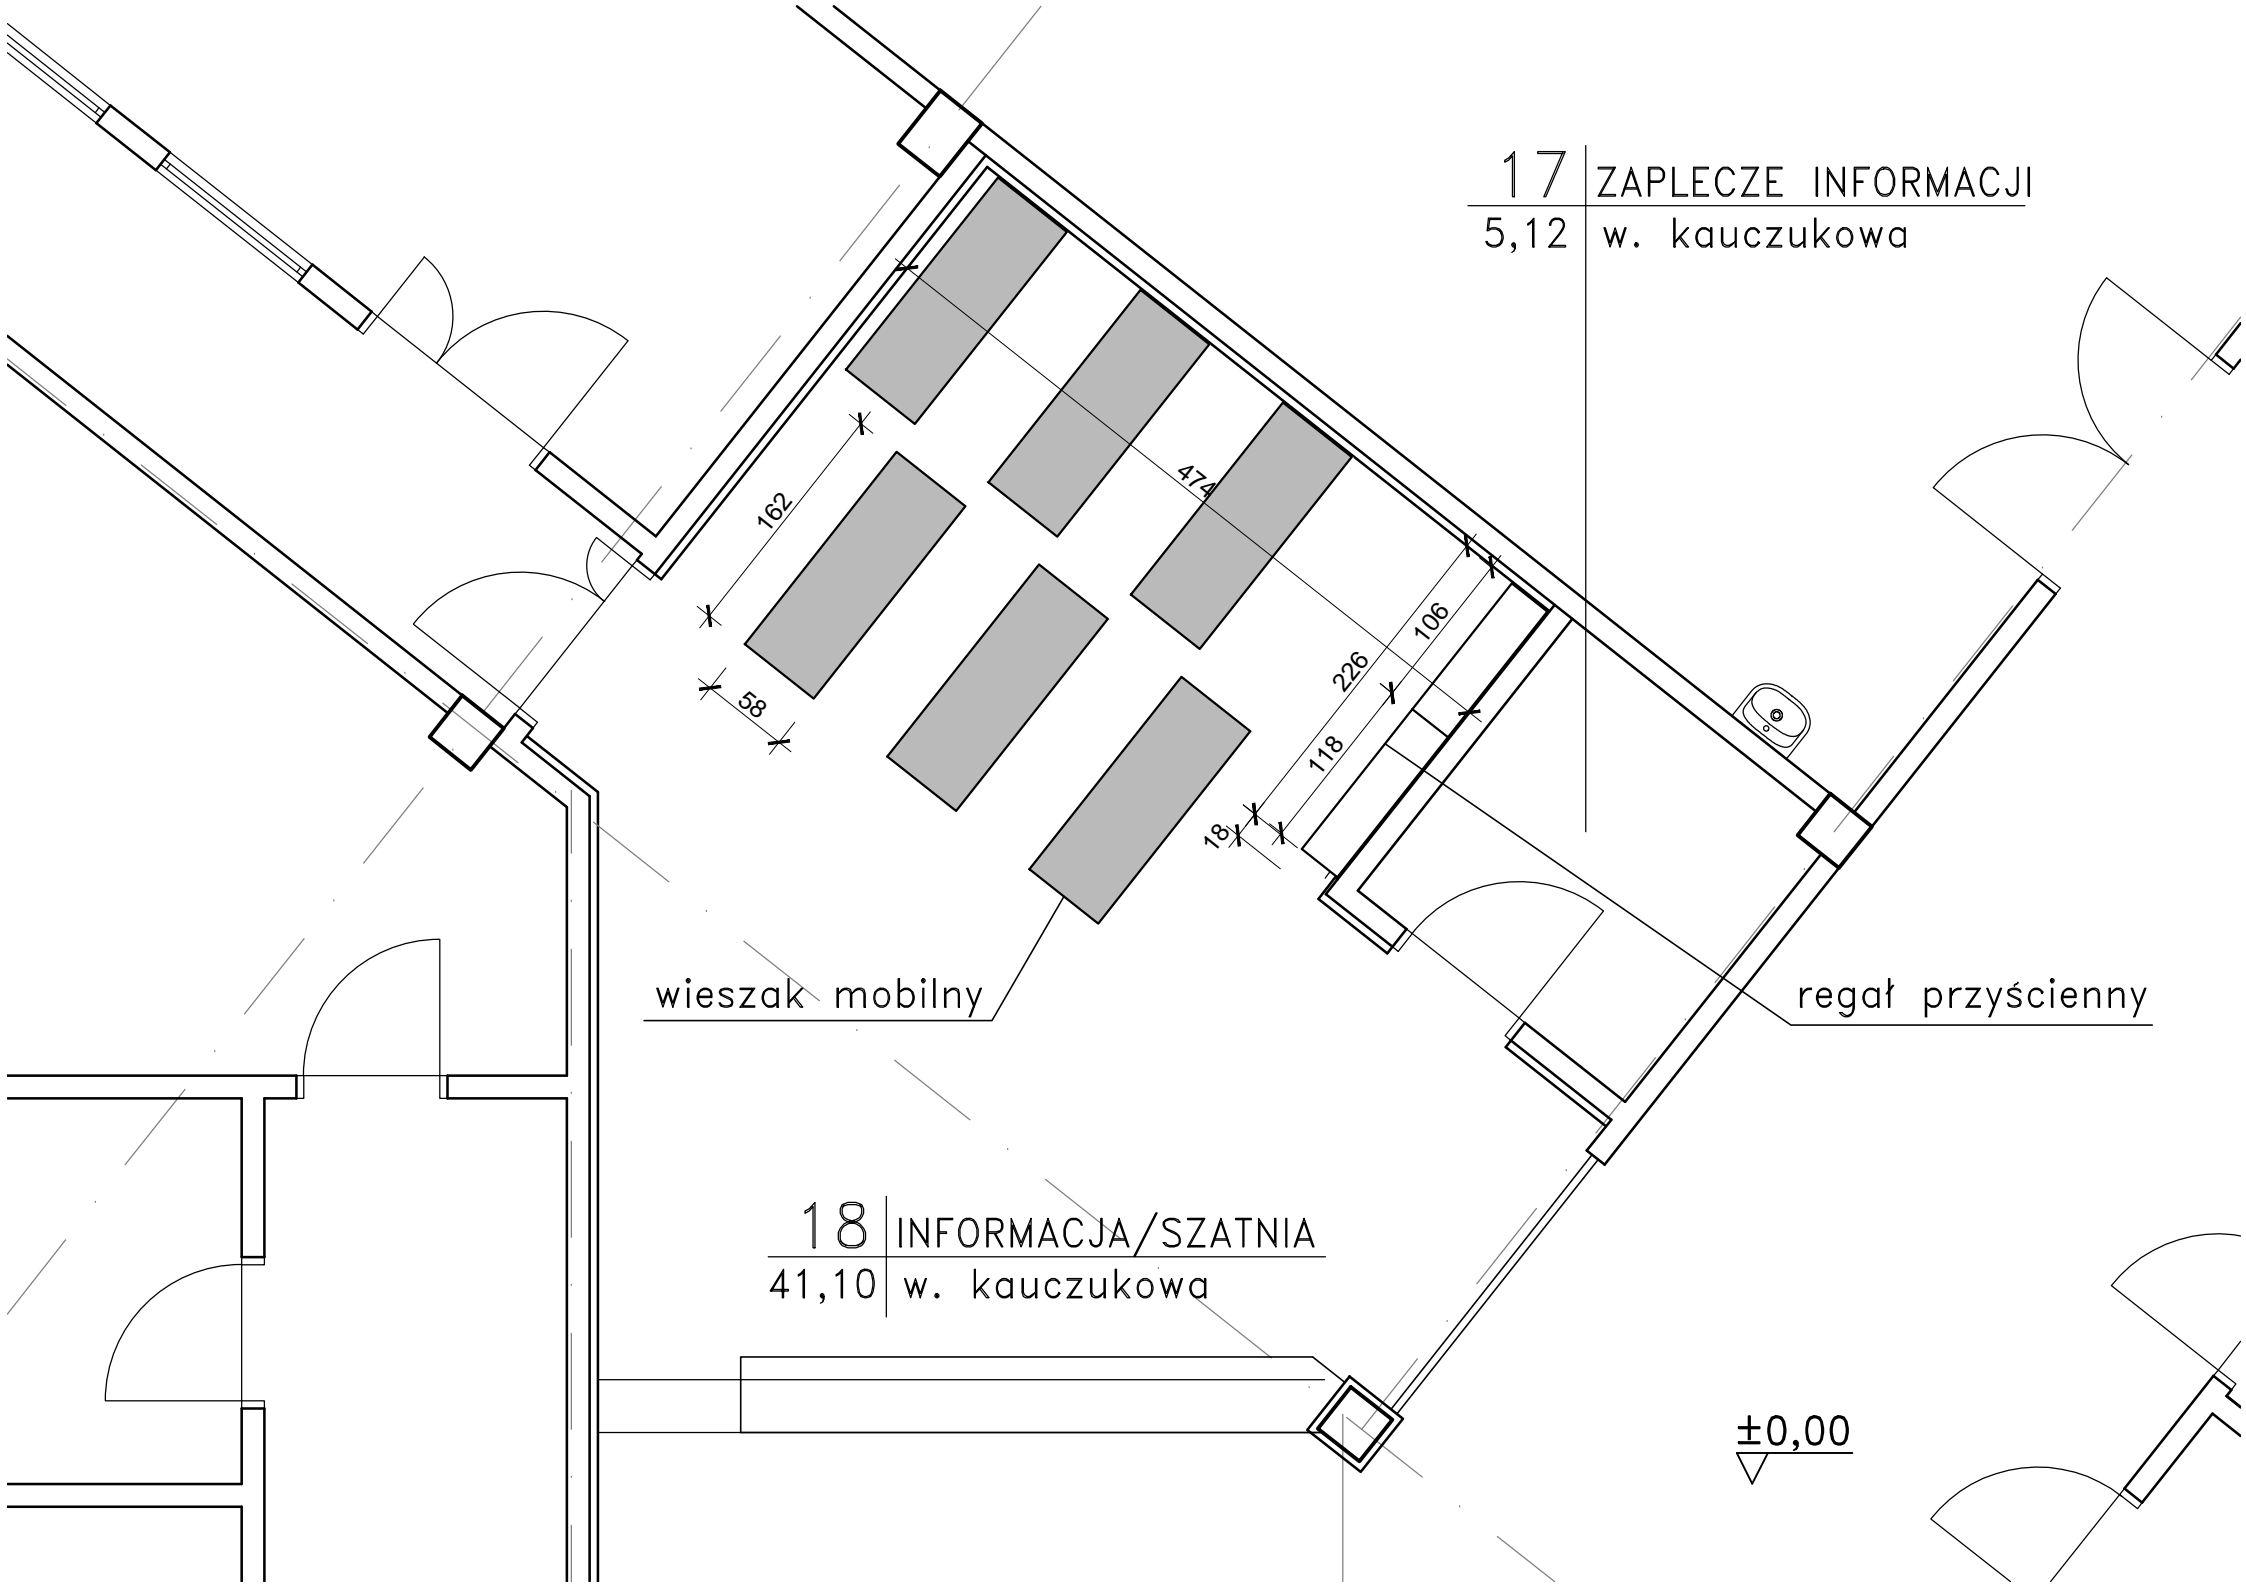 17 ZAPLECZE INFORMACJI
5,12 w. kauczukowa
474
162
106
226
58
118
18
wieszak mobilny
regał przyścienny
18 INFORMACJA/SZATNIA
41,10 w. kauczukowa
±0,00